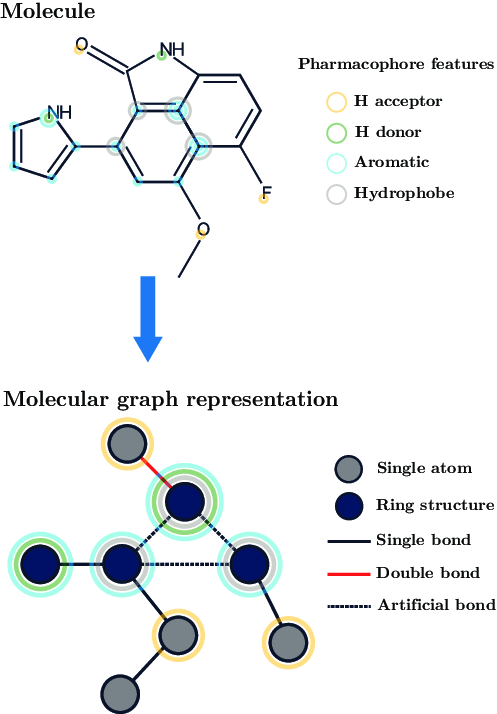 Molecule
O
NH
Pharmacophore features
H acceptor
NH
H donor
Aromatic
F
Hydrophobe
O
Molecular graph representation
Single atom
Ring structure
Single bond
Double bond
Artificial bond